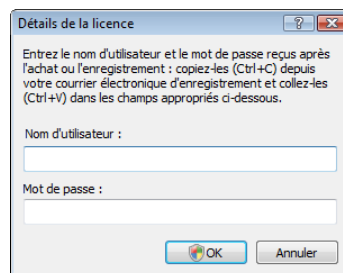 Détails de la licence
Entrez le nom d'utilisateur et le mot de passe reçus après
l'achat ou l'enregistrement : copiez-les (Ctrl+C) depuis
votre courrier électronique d'enregistrement et collez-les
(Ctrl+V) dans les champs appropriés ci-dessous.
Nom d'utilisateur :
Mot de passe :
OK Annuler